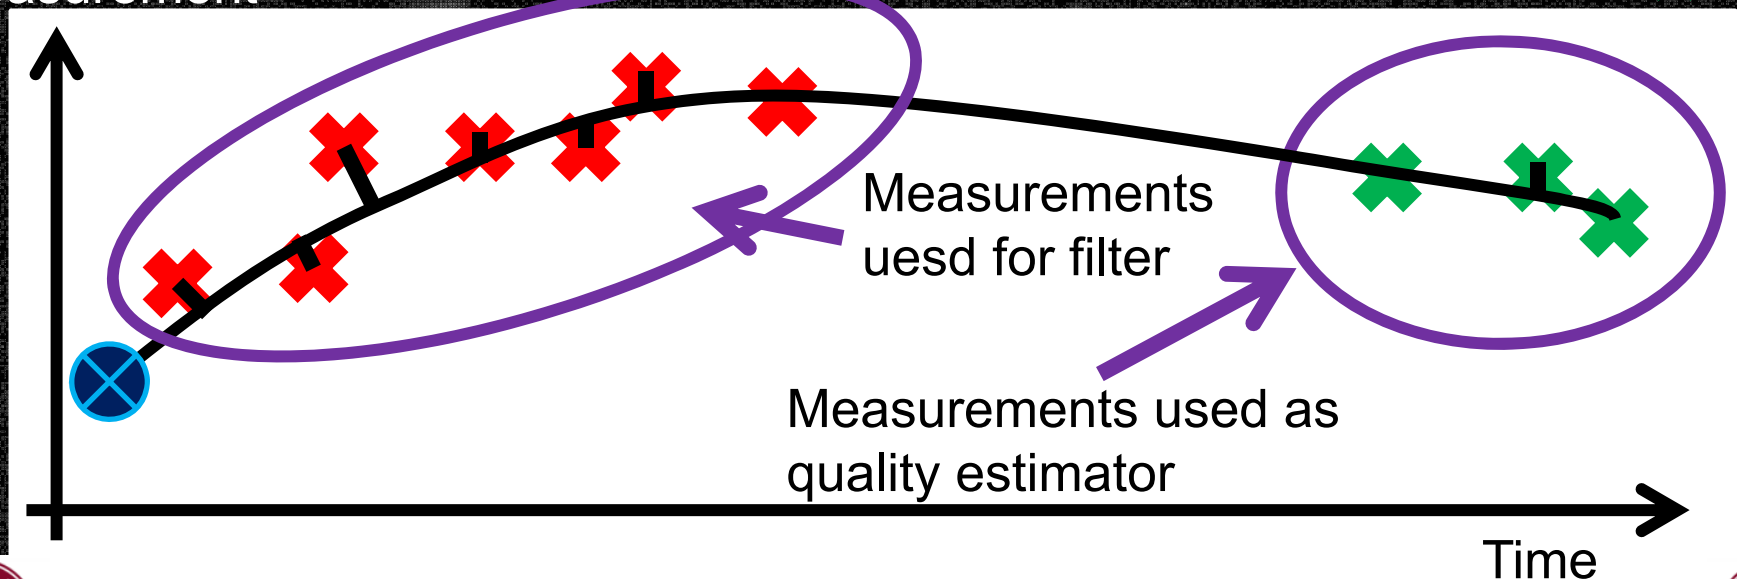 Measurements
uesd for filter
Measurements used as
quality estimator
Time